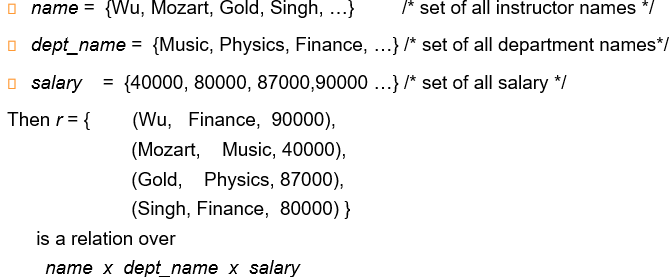 name = {Wu, Mozart, Gold, Singh, …} /* set of all instructor names */
dept_name = {Music, Physics, Finance, …} /* set of all department names*/
salary = {40000, 80000, 87000,90000 …} /* set of all salary */
Then r = { (Wu, Finance, 90000),
(Mozart, Music, 40000),
(Gold, Physics, 87000),
(Singh, Finance, 80000) }
is a relation over
name x dept_name x salary